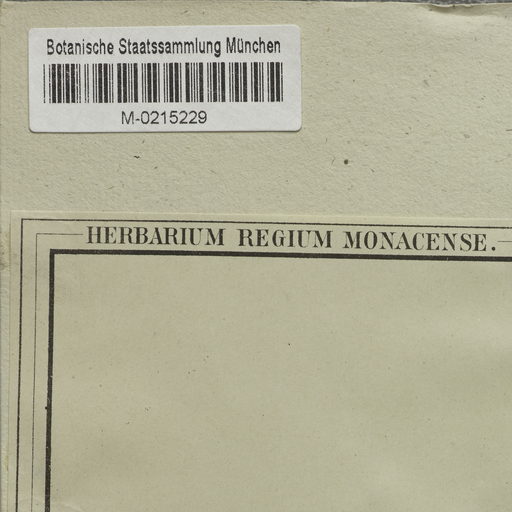 Botanische Staatssammlung München
M-0215229
HERBARIUM REGIUM MONACENSE.